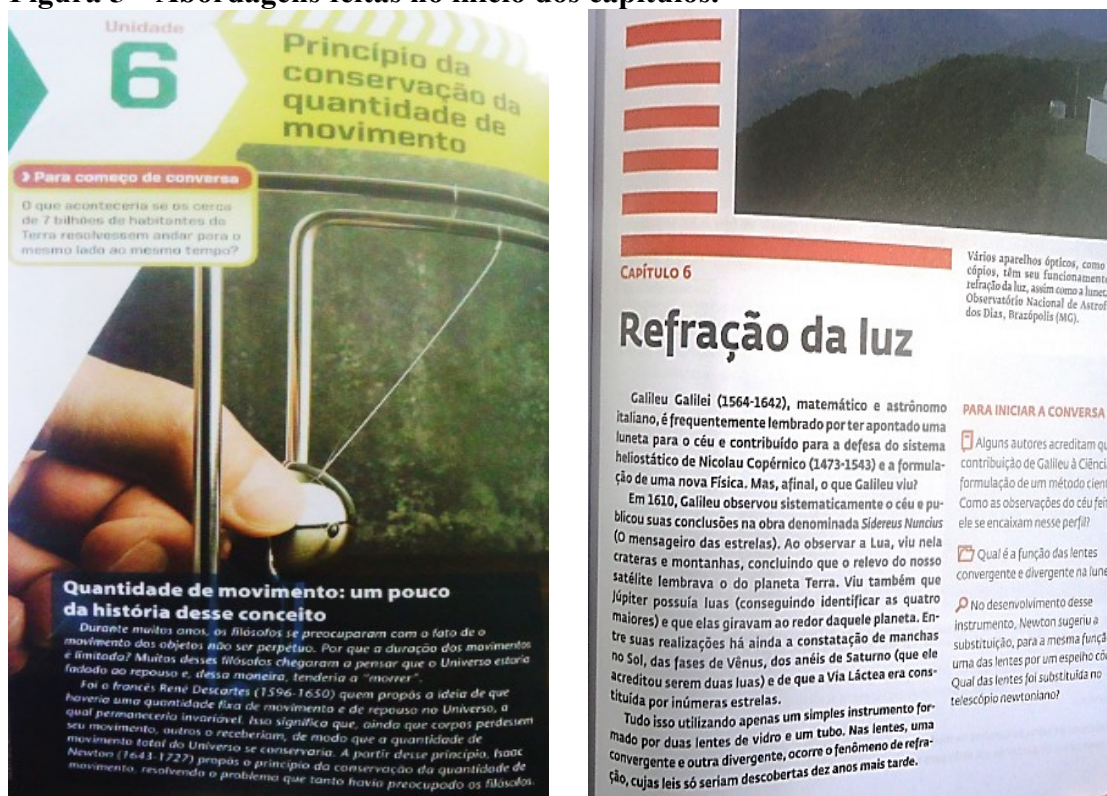 Figura 3 – Abordagens feitas no início dos capítulos.
Unidade
6
Princípio da
conservação da
quantidade de
movimento
Para começo de conversa
O que aconteceria se os cerca
de 7 bilhões de habitantes da
Terra resolvessem andar para o
mesmo lado ao mesmo tempo?
Quantidade de movimento: um pouco
da história desse conceito
Durante muitos anos, os filósofos se preocuparam com o fato de o
movimento dos objetos não ser perpétuo. Por que a duração dos movimentos
é limitada? Muitos desses filósofos chegaram a pensar que o Universo estaria
fadado ao repouso e, dessa maneira, tenderia a "morrer".
Foi o francês René Descartes (1596-1650) quem propôs a ideia de que
haveria uma quantidade fixa de movimento e de repouso no Universo, a
qual permaneceria invariável. Isso significa que, ainda que corpos perdessem
seu movimento, outros o receberiam, de modo que a quantidade de
movimento total do Universo se conservaria. A partir desse princípio, Isaac
Newton (1643-1727) propôs o princípio da conservação da quantidade de
movimento, resolvendo o problema que tanto havia preocupado os filósofos.
Vários aparelhos ópticos, como
cópios, têm seu funcionament
refração da luz, assim como a lunet
Observatório Nacional de Astrof
dos Dias, Brazópolis (MG).
CAPÍTULO 6
Refração da luz
Galileu Galilei (1564-1642), matemático e astrônomo
italiano, é frequentemente lembrado por ter apontado uma
luneta para o céu e contribuído para a defesa do sistema
heliostático de Nicolau Copérnico (1473-1543) e a formula-
ção de uma nova Física. Mas, afinal, o que Galileu viu?
Em 1610, Galileu observou sistematicamente o céu e pu-
blicou suas conclusões na obra denominada Sidereus Nuncius
(O mensageiro das estrelas). Ao observar a Lua, viu nela
crateras e montanhas, concluindo que o relevo do nosso
satélite lembrava o do planeta Terra. Viu também que
Júpiter possuía luas (conseguindo identificar as quatro
maiores) e que elas giravam ao redor daquele planeta. En-
tre suas realizações há ainda a constatação de manchas
no Sol, das fases de Vênus, dos anéis de Saturno (que ele
acreditou serem duas luas) e de que a Via Láctea era cons-
tituída por inúmeras estrelas.
Tudo isso utilizando apenas um simples instrumento for-
mado por duas lentes de vidro e um tubo. Nas lentes, uma
convergente e outra divergente, ocorre o fenômeno de refra-
ção, cujas leis só seriam descobertas dez anos mais tarde.
PARA INICIAR A CONVERSA
Alguns autores acreditam qu
contribuição de Galileu à Ciênci
formulação de um método cient
Como as observações do céu feit
ele se encaixam nesse perfil?
Qual é a função das lentes
convergente e divergente na lune
No desenvolvimento desse
instrumento, Newton sugeriu a
substituição, para a mesma funçã
uma das lentes por um espelho cô
Qual das lentes foi substituída no
telescópio newtoniano?